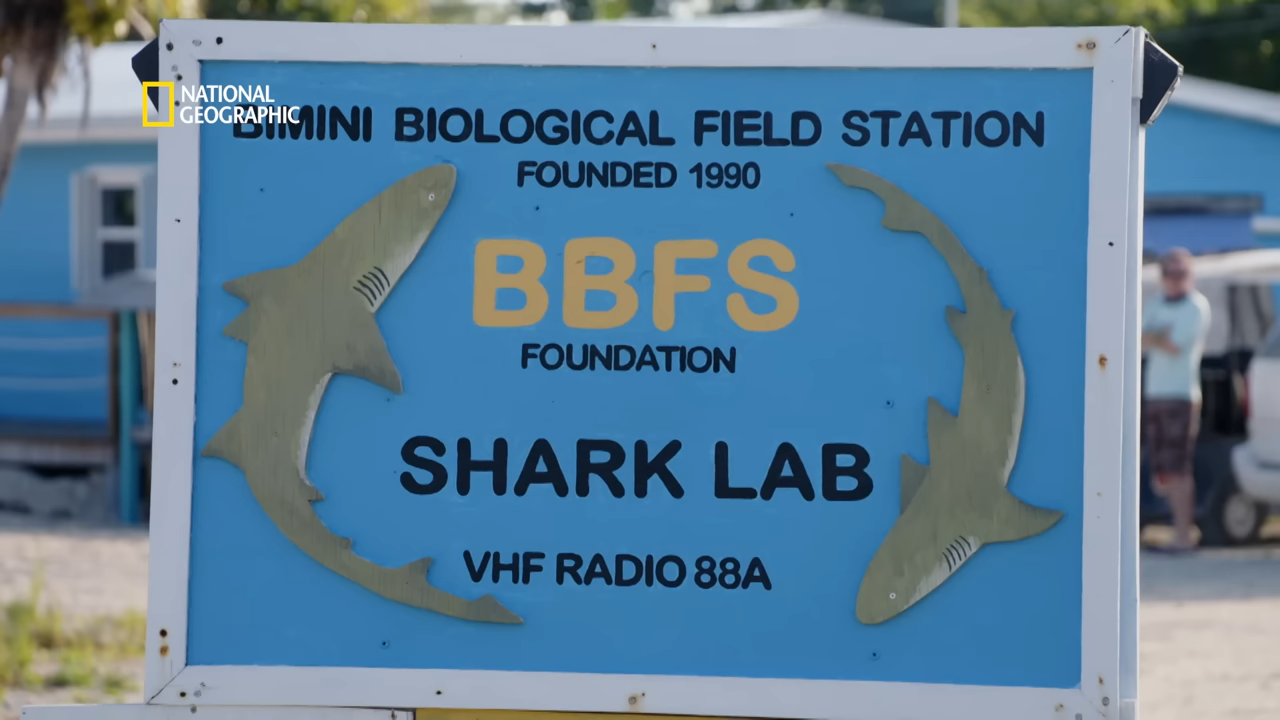 NATIONAL
GEOGRAPHIC
BIMINI BIOLOGICAL FIELD STATION
FOUNDED 1990
BBFS
FOUNDATION
SHARK LAB
VHF RADIO 88A